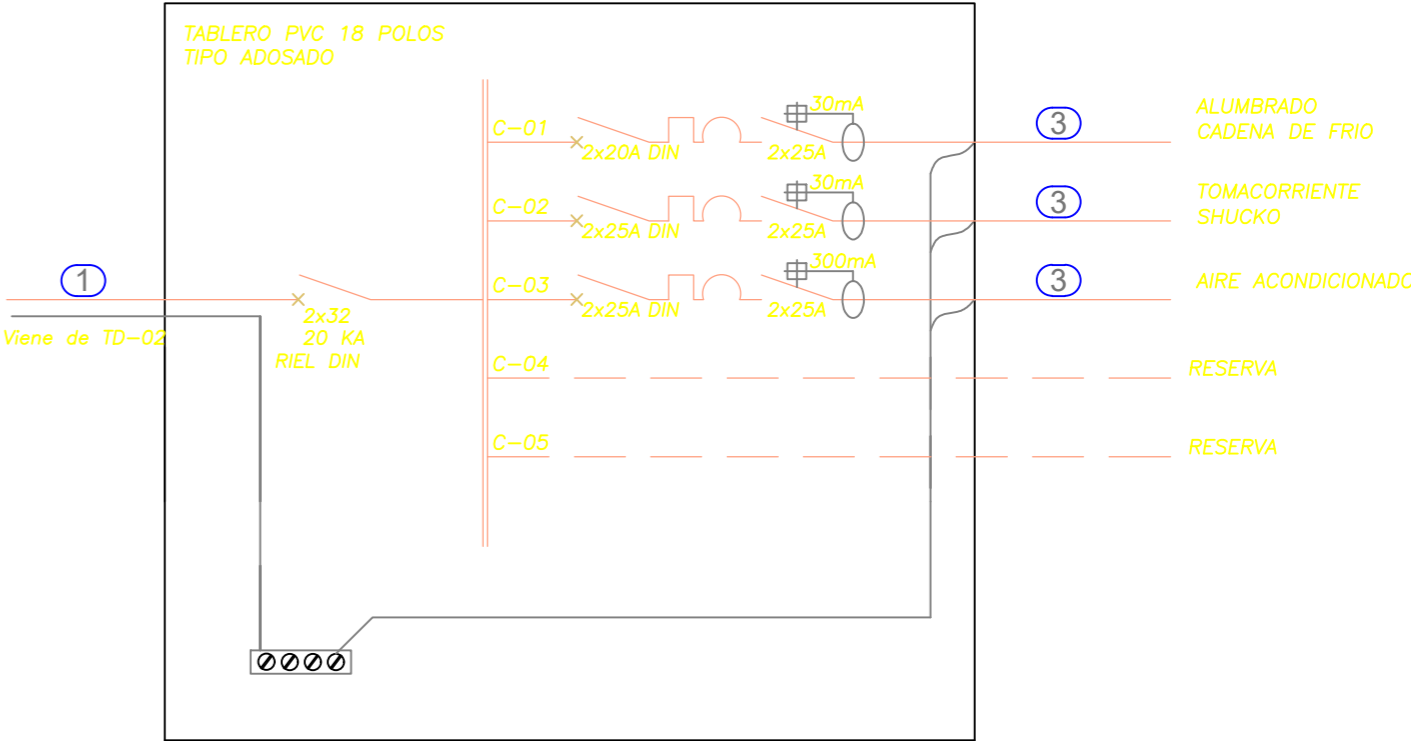 TABLERO PVC 18 POLOS
TIPO ADOSADO
C-01
2x20A DIN
30mA
2x25A
3
ALUMBRADO
CADENA DE FRIO
C-02
2x25A DIN
30mA
2x25A
3
TOMACORRIENTE
SHUCKO
1
Viene de TD-02
2x32
20 KA
RIEL DIN
C-03
2x25A DIN
300mA
2x25A
3
AIRE ACONDICIONADO
C-04
RESERVA
C-05
RESERVA